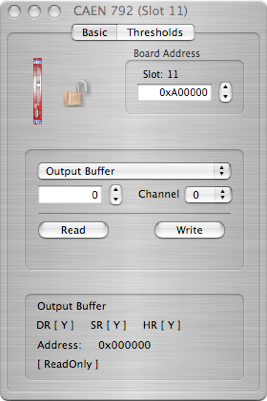 CAEN 792 (Slot 11)
Basic Thresholds
Board Address
Slot: 11
0xA00000
Output Buffer
0 Channel 0
Read Write
Output Buffer
DR [ Y ] SR [ Y ] HR [ Y ]
Address: 0x000000
[ ReadOnly ]